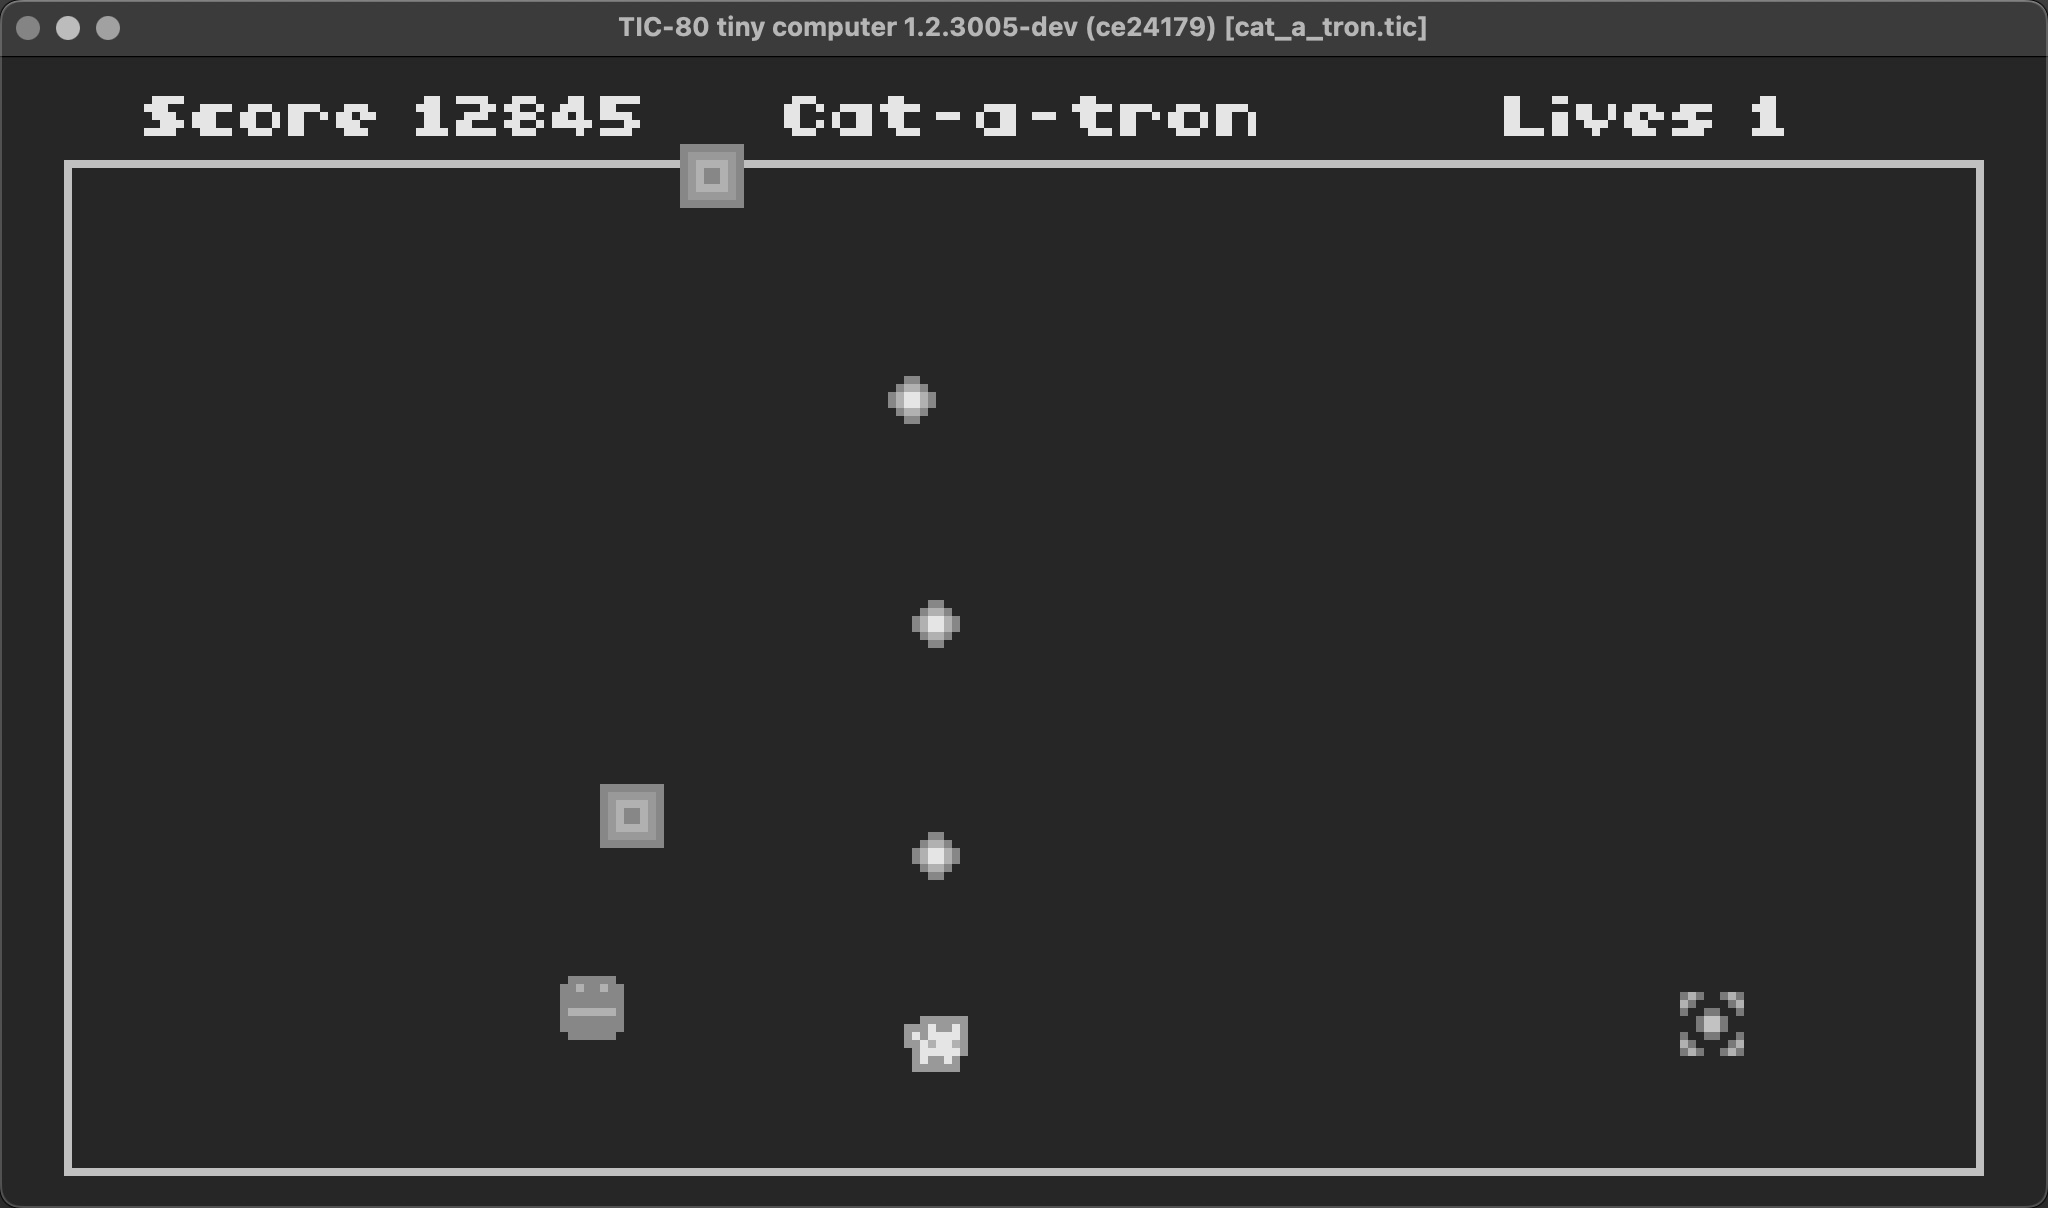 TIC-80 tiny computer 1.2.3005-dev (ce24179) [cat_a_tron.tic]
Score 12845 Cat-a-tron Lives 1